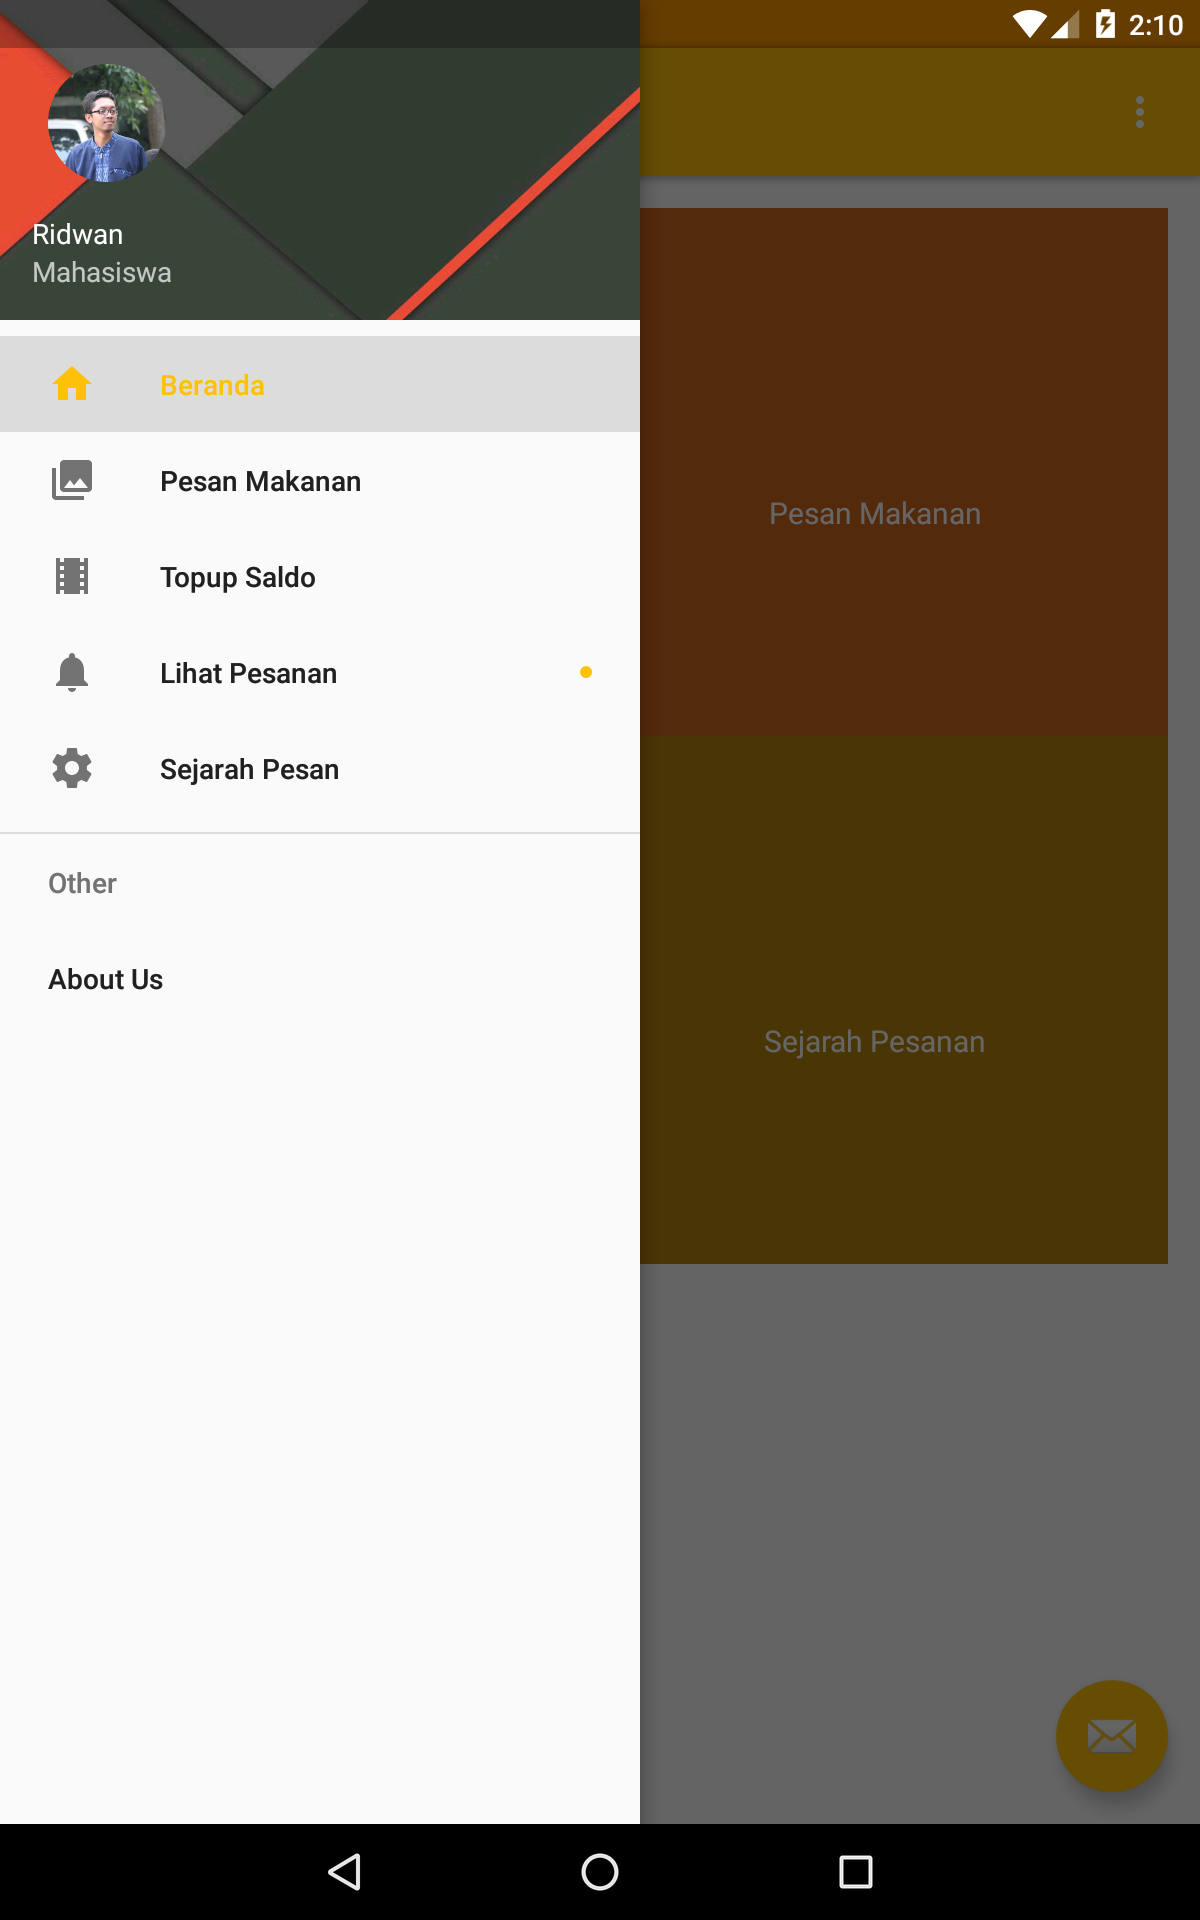 2:10
Ridwan
Mahasiswa
Beranda
Pesan Makanan
Topup Saldo
Lihat Pesanan
Sejarah Pesan
Other
About Us
Pesan Makanan
Sejarah Pesanan